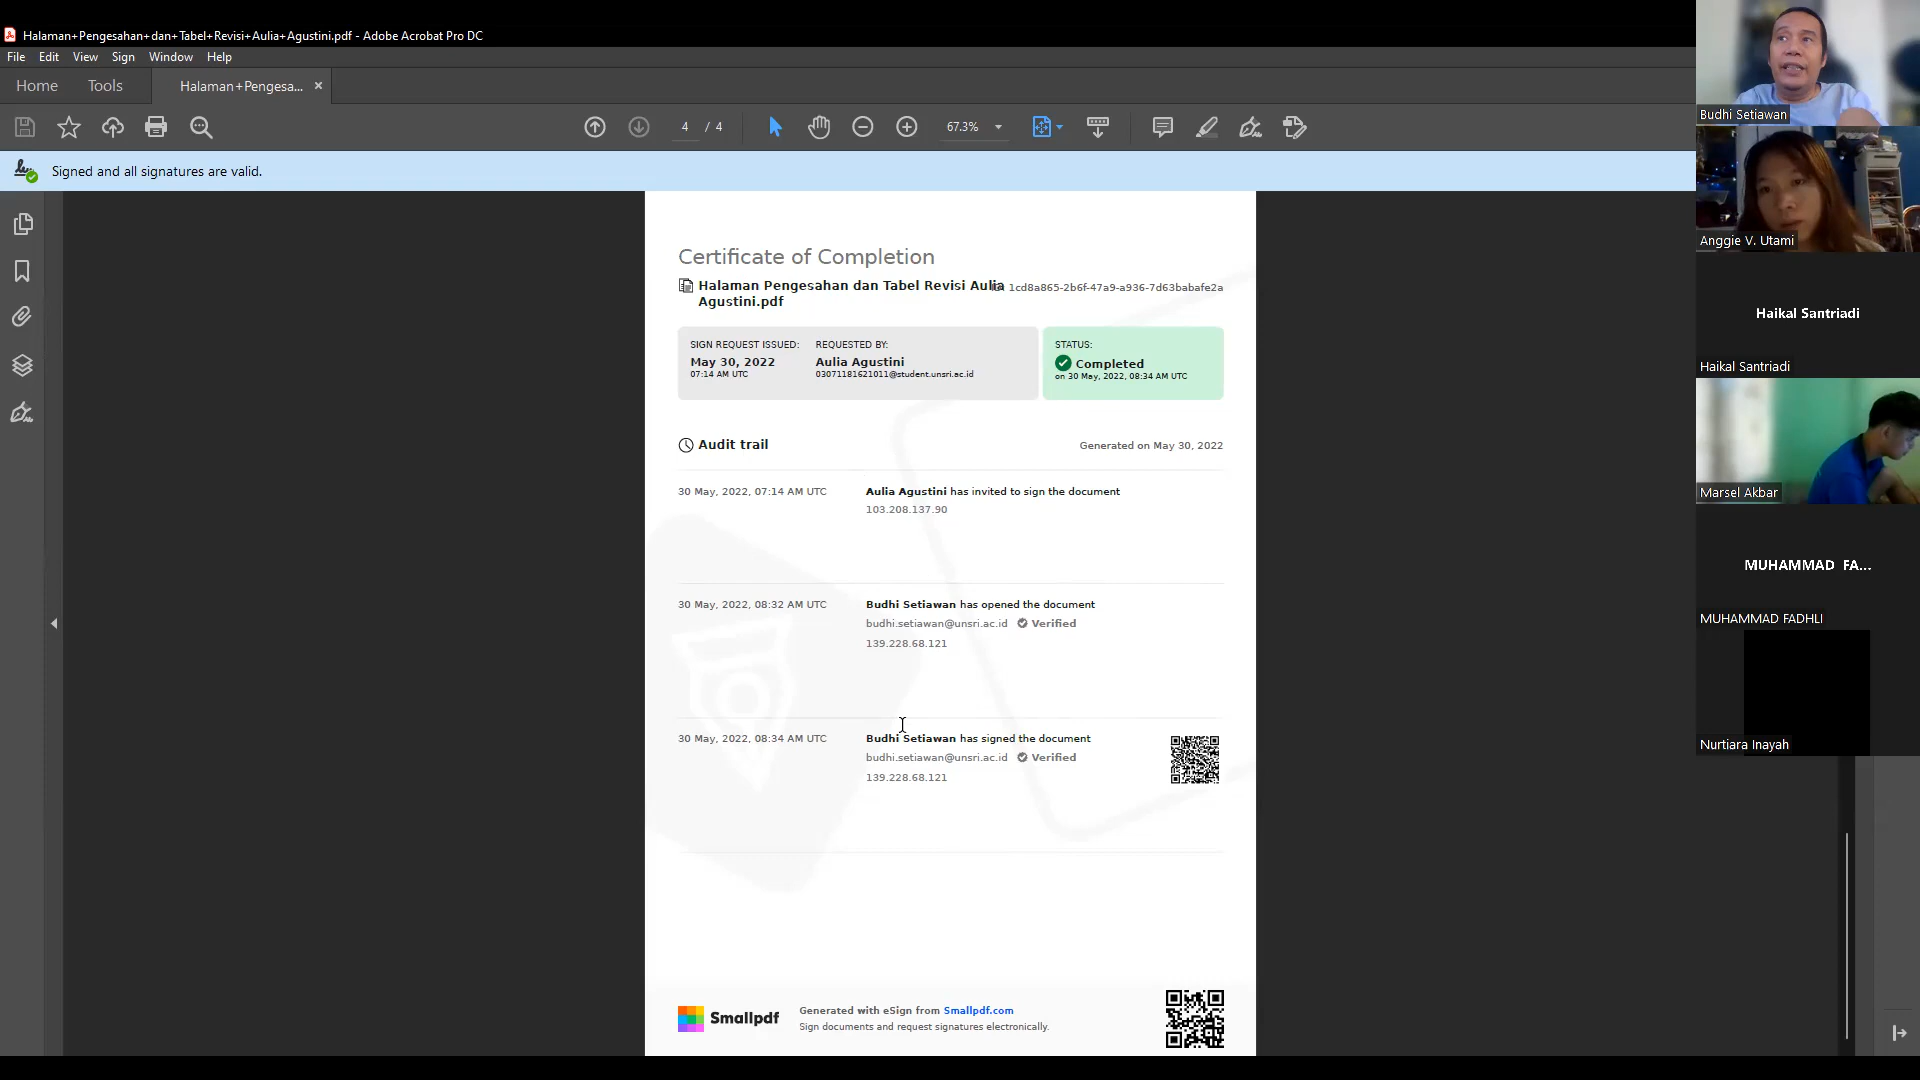 Halaman+Pengesahan+dan+Tabel+Revisi+Aulia+Agustini.pdf - Adobe Acrobat Pro DC
File Edit View Sign Window Help
Home Tools Halaman+Pengesa... ×
4 / 4 67.3%
Signed and all signatures are valid.
Certificate of Completion
Halaman Pengesahan dan Tabel Revisi Aulia
Agustini.pdf
1cd8a865-2b6f-47a9-a936-7d63babafe2a
SIGN REQUEST ISSUED:
May 30, 2022
07:14 AM UTC
REQUESTED BY:
Aulia Agustini
03071181621011@student.unsri.ac.id
STATUS:
Completed
on 30 May, 2022, 08:34 AM UTC
Audit trail
Generated on May 30, 2022
30 May, 2022, 07:14 AM UTC
Aulia Agustini has invited to sign the document
103.208.137.90
30 May, 2022, 08:32 AM UTC
Budhi Setiawan has opened the document
budhi.setiawan@unsri.ac.id Verified
139.228.68.121
30 May, 2022, 08:34 AM UTC
Budhi Setiawan has signed the document
budhi.setiawan@unsri.ac.id Verified
139.228.68.121
Smallpdf
Generated with eSign from Smallpdf.com
Sign documents and request signatures electronically.
Budhi Setiawan
Anggie V. Utami
Haikal Santriadi
Haikal Santriadi
Marsel Akbar
MUHAMMAD FA...
MUHAMMAD FADHLI
Nurtiara Inayah